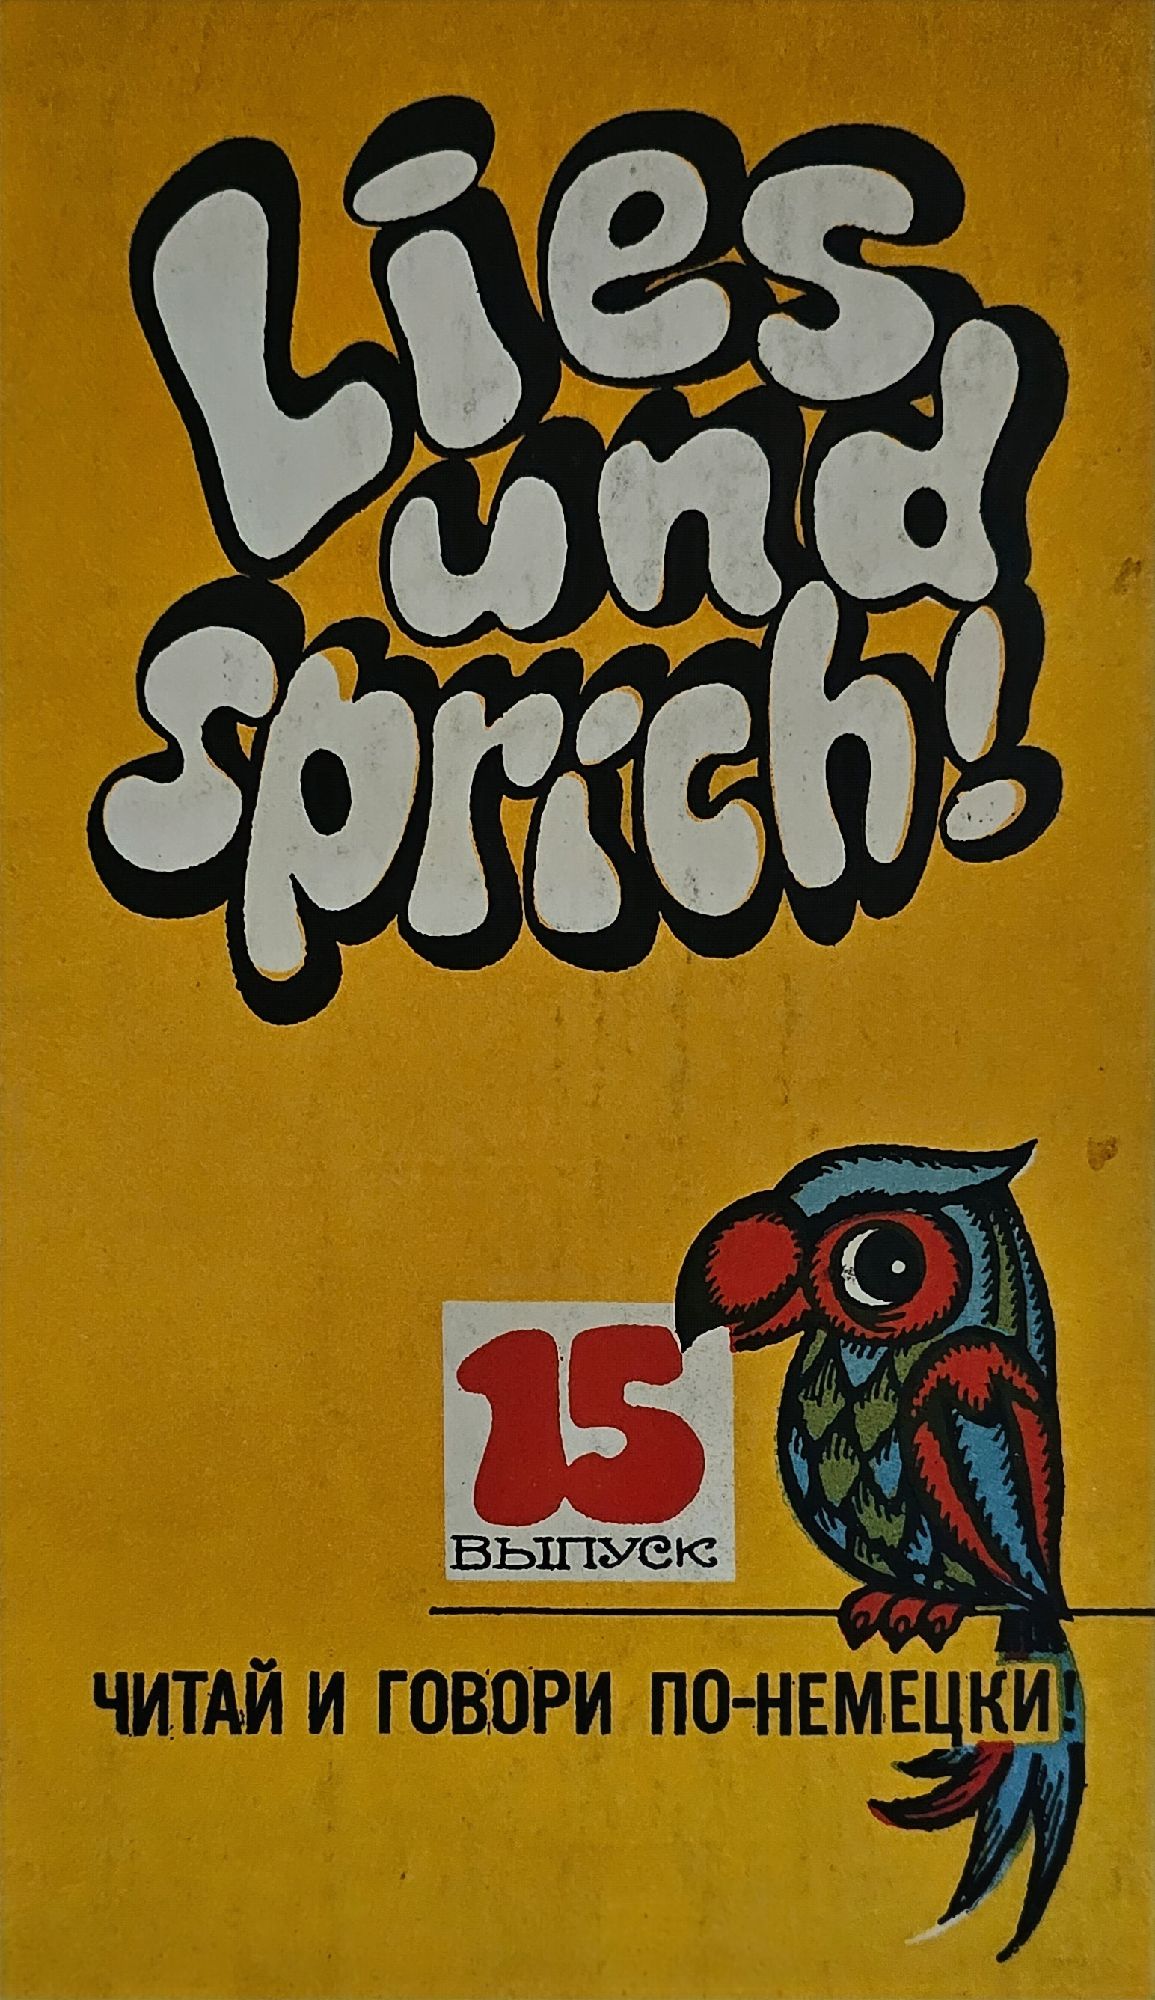 Lies
und
sprich!
15
ВЫПУСК
ЧИТАЙ И ГОВОРИ ПО-НЕМЕЦКИ!